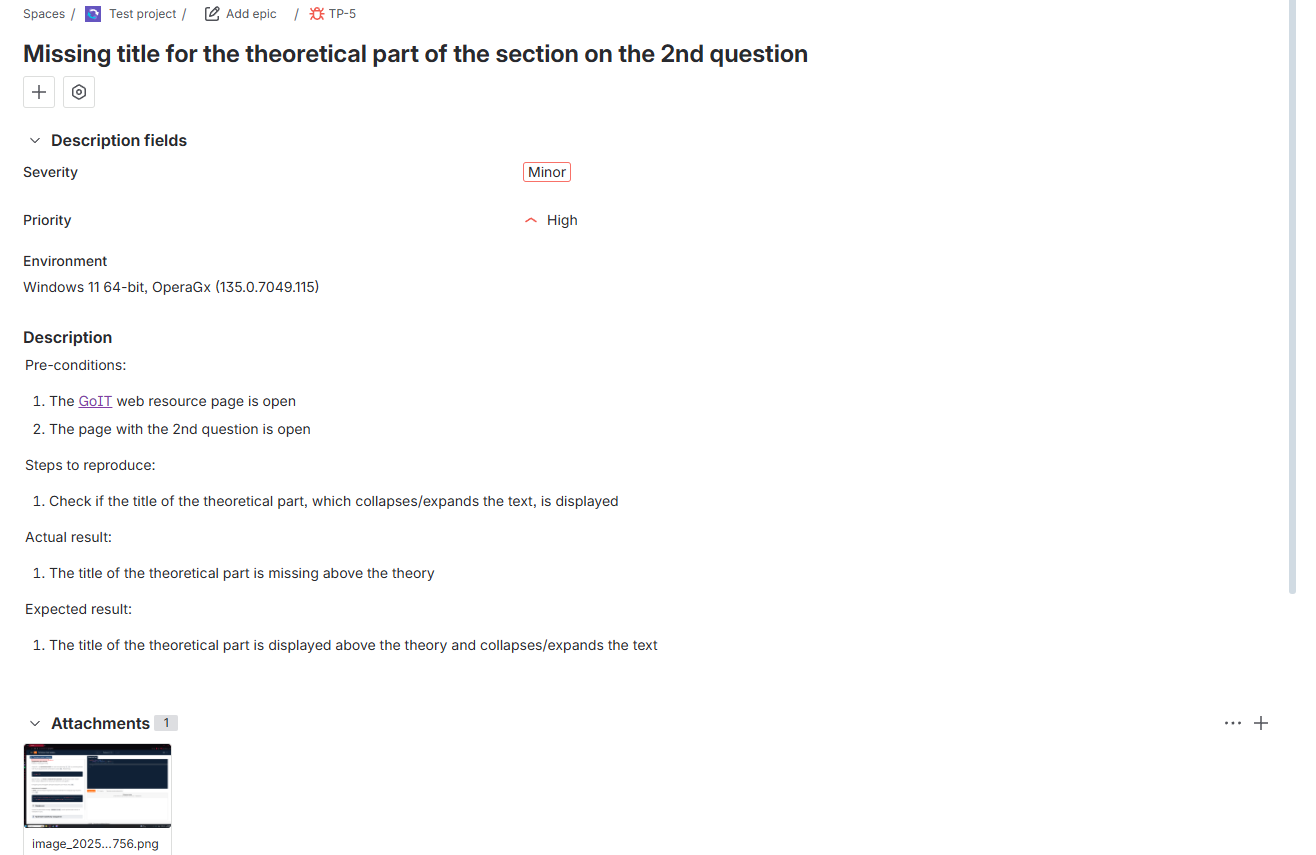 Spaces / Test project / Add epic / TP-5
Missing title for the theoretical part of the section on the 2nd question
Description fields
Severity Minor
Priority High
Environment
Windows 11 64-bit, OperaGx (135.0.7049.115)
Description
Pre-conditions:
1. The GoIT web resource page is open
2. The page with the 2nd question is open
Steps to reproduce:
1. Check if the title of the theoretical part, which collapses/expands the text, is displayed
Actual result:
1. The title of the theoretical part is missing above the theory
Expected result:
1. The title of the theoretical part is displayed above the theory and collapses/expands the text
Attachments 1
image_2025...756.png